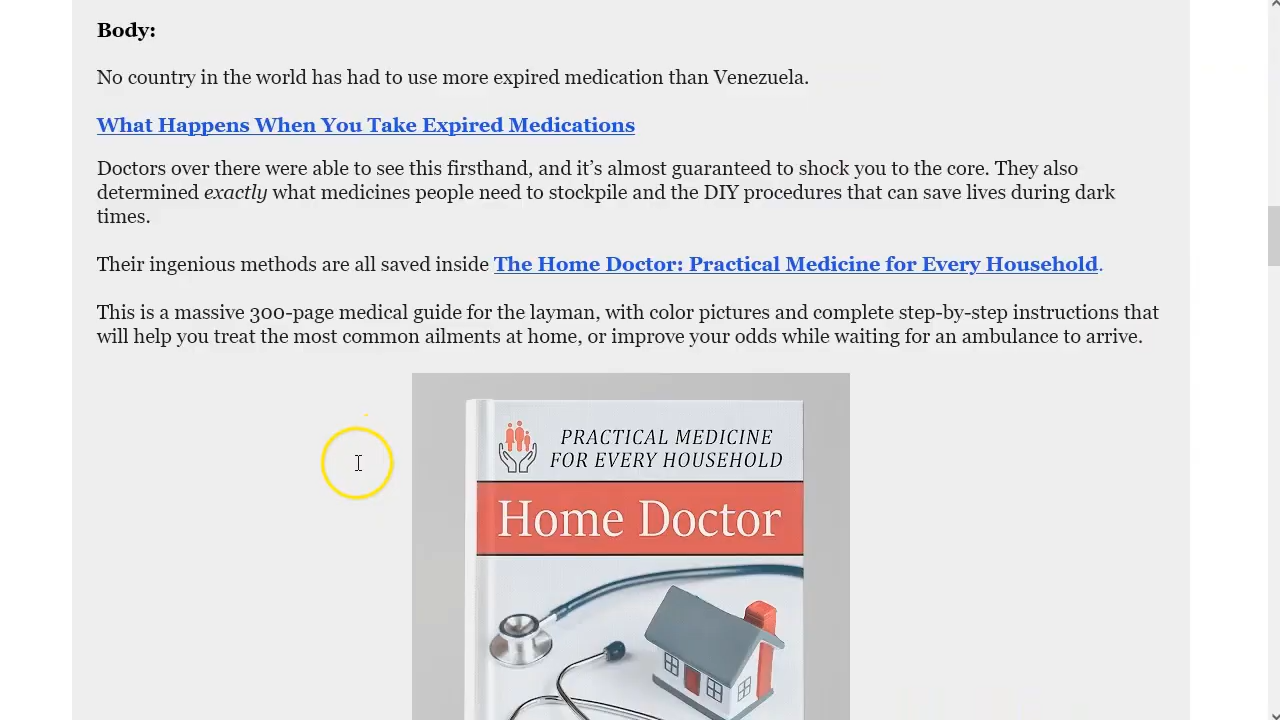 Body:
No country in the world has had to use more expired medication than Venezuela.
What Happens When You Take Expired Medications
Doctors over there were able to see this firsthand, and it’s almost guaranteed to shock you to the core. They also
determined exactly what medicines people need to stockpile and the DIY procedures that can save lives during dark
times.
Their ingenious methods are all saved inside The Home Doctor: Practical Medicine for Every Household.
This is a massive 300-page medical guide for the layman, with color pictures and complete step-by-step instructions that
will help you treat the most common ailments at home, or improve your odds while waiting for an ambulance to arrive.
PRACTICAL MEDICINE
FOR EVERY HOUSEHOLD
Home Doctor